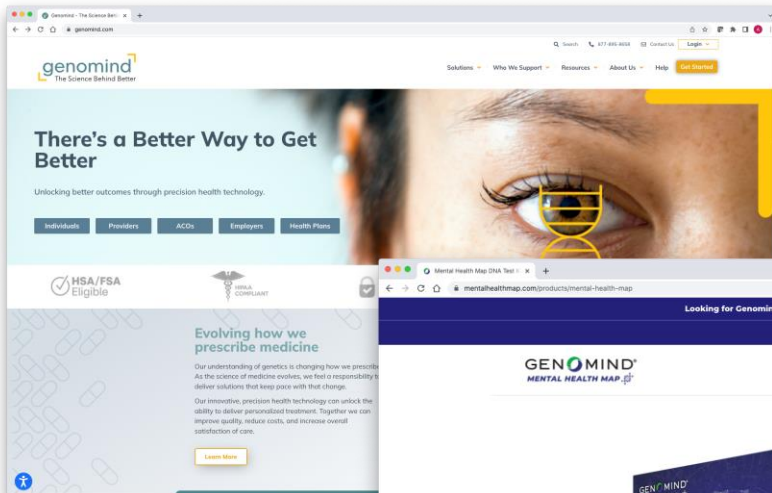 Genomind - The Science Beh
genomind.com
Search
877-895-8658
Contact Us
Login
genomind
The Science Behind Better
Solutions
Who We Support
Resources
About Us
Help
Get Started
There's a Better Way to Get
Better
Unlocking better outcomes through precision health technology.
Individuals
Providers
ACOs
Employers
Health Plans
HSA/FSA
Eligible
HIPAA
COMPLIANT
Evolving how we
prescribe medicine
Our understanding of genetics is changing how we prescribe
As the science of medicine evolves, we feel a responsibility to
deliver solutions that keep pace with that change.
Our innovative, precision health technology can unlock the
ability to deliver personalized treatment. Together we can
improve quality, reduce costs, and increase overall
satisfaction of care.
Learn More
Mental Health Map DNA Test
mentalhealthmap.com/products/mental-health-map
Looking for Genomin
GENOMIND®
MENTAL HEALTH MAP
GENOMIND®